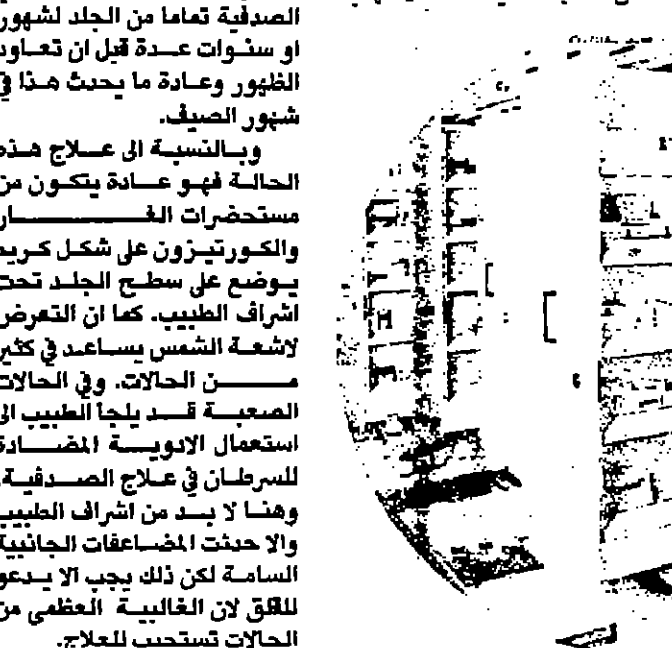 الصدفية تماما من الجلد لشهور
او سنوات عدة قبل ان تعاود
الظهور وعادة ما يحدث هذا في
شهور الصيف.
وبالنسبة الى علاج هذه
الحالة فهو عادة يتكون من
مستحضرات الغار
والكورتيزون على شكل كريم
يوضع على سطح الجلد تحت
اشراف الطبيب. كما ان التعرض
لاشعة الشمس يساعد في كثير
من الحالات. وفي الحالات
الصعبة قد يلجا الطبيب الى
استعمال الادوية المضادة
للسرطان في علاج الصدفية.
وهنا لا بد من اشراف الطبيب
والا حدثت المضاعفات الجانبية
السامة لكن ذلك يجب الا يدعو
للقلق لان الغالبية العظمى من
الحالات تستجيب للعلاج.